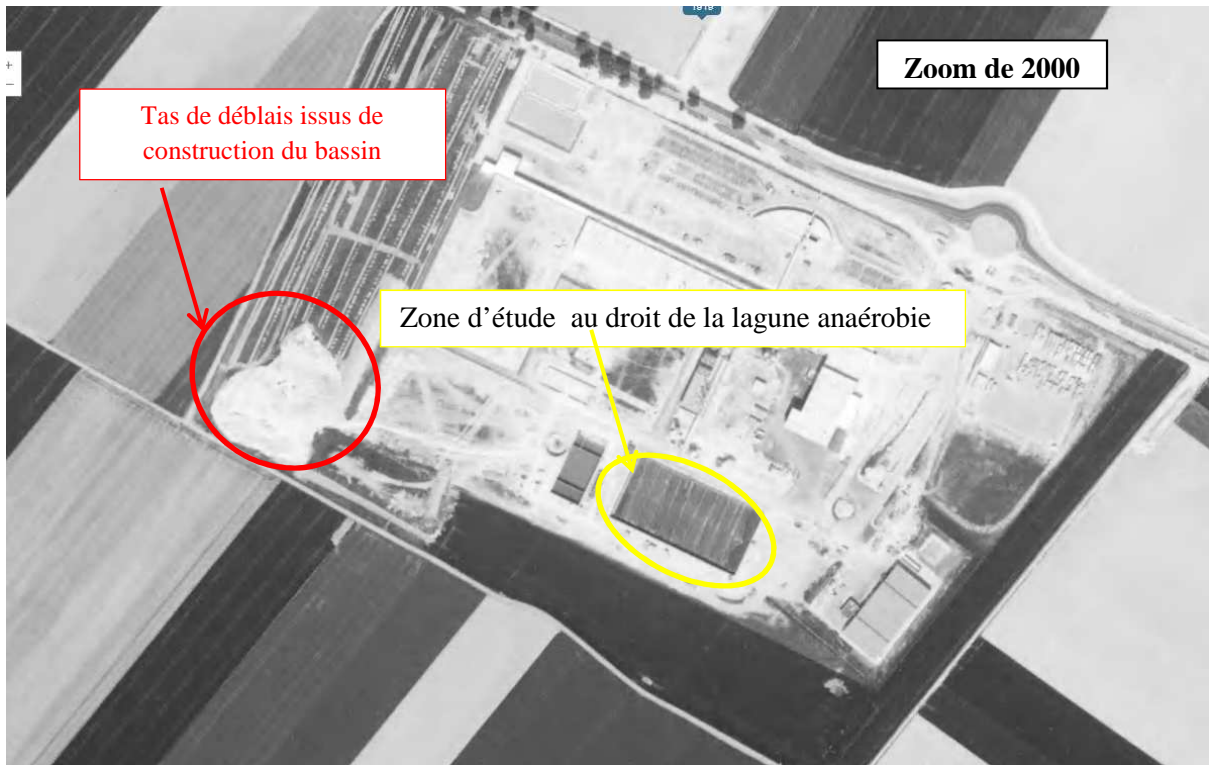 1919
Zoom de 2000
+
−
Tas de déblais issus de
construction du bassin
Zone d'étude au droit de la lagune anaérobie